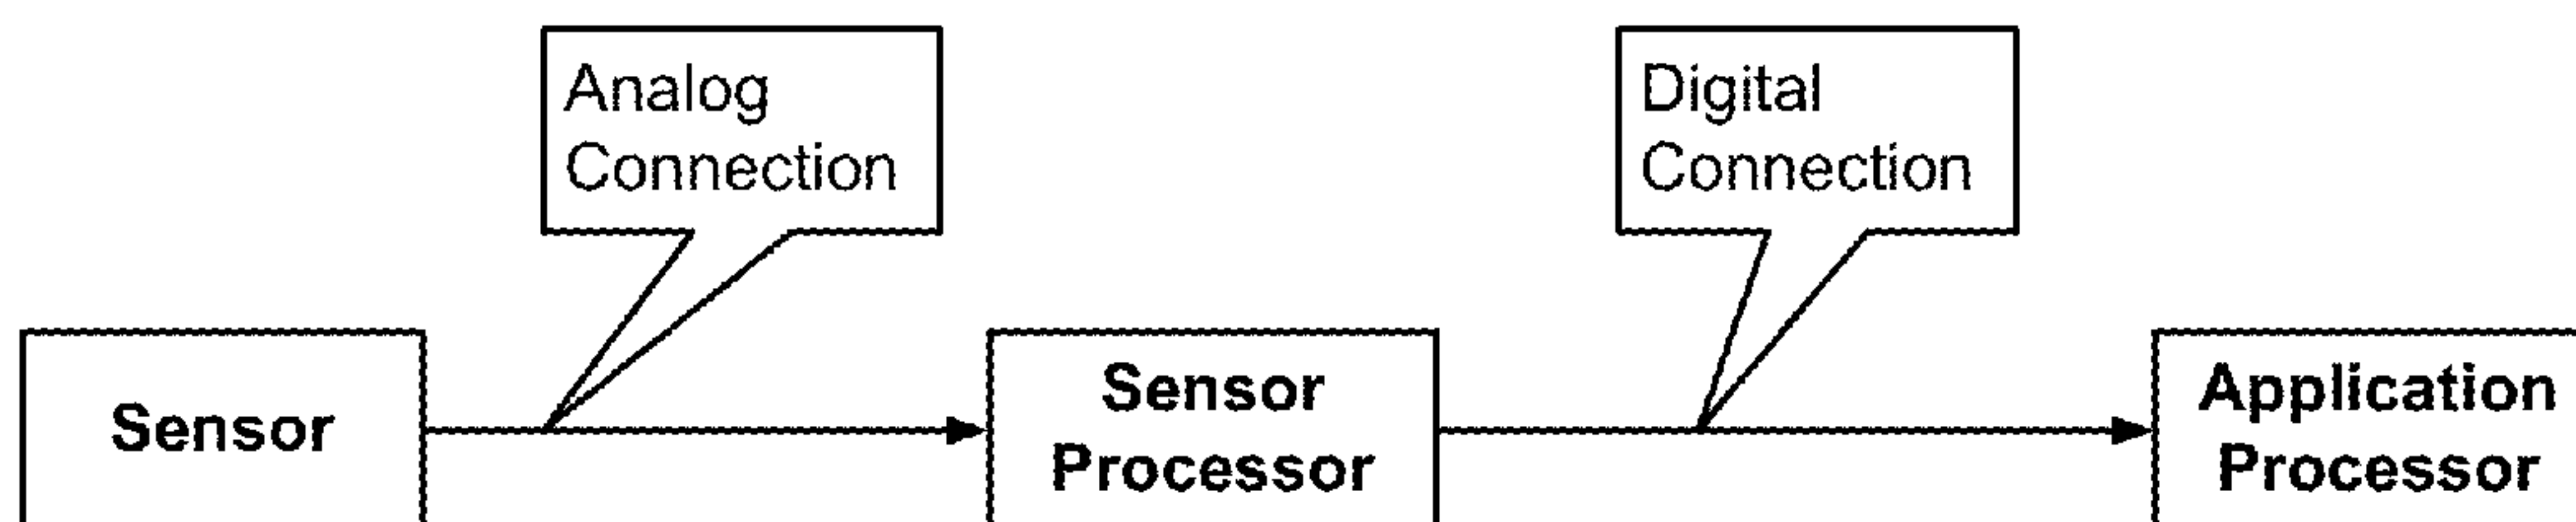 Analog
Connection
Digital
Connection
Sensor
Sensor
Processor
Application
Processor